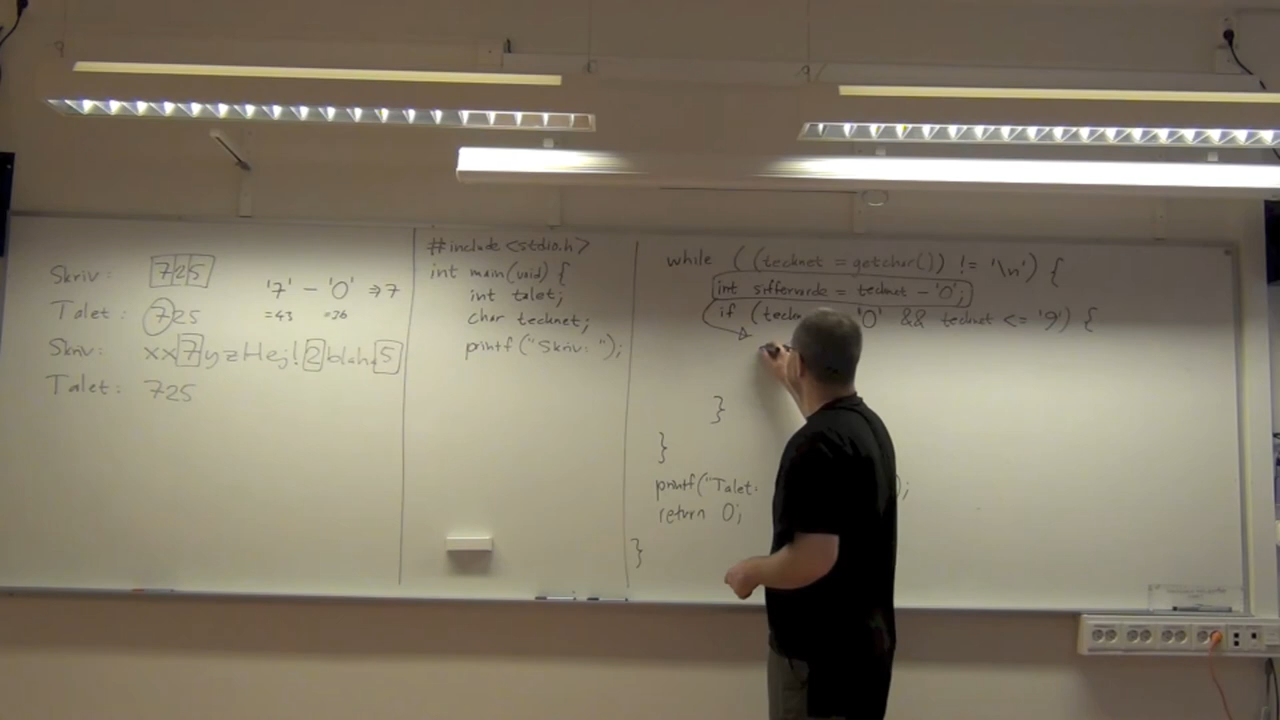 Skriv: 725
'7' - '0' ⇒ 7
Talet: 725
=43 =36
Skriv: xx7yzHej!2blaha5
Talet: 725
#include <stdio.h>
int main(void) {
int talet;
char tecknet;
printf("Skriv: ");
while ((tecknet = getchar()) != '\n') {
int siffervarde = tecknet - '0';
if ( '0' && tecknet <= '9') {
}
}
printf("Talet: );
return 0;
}